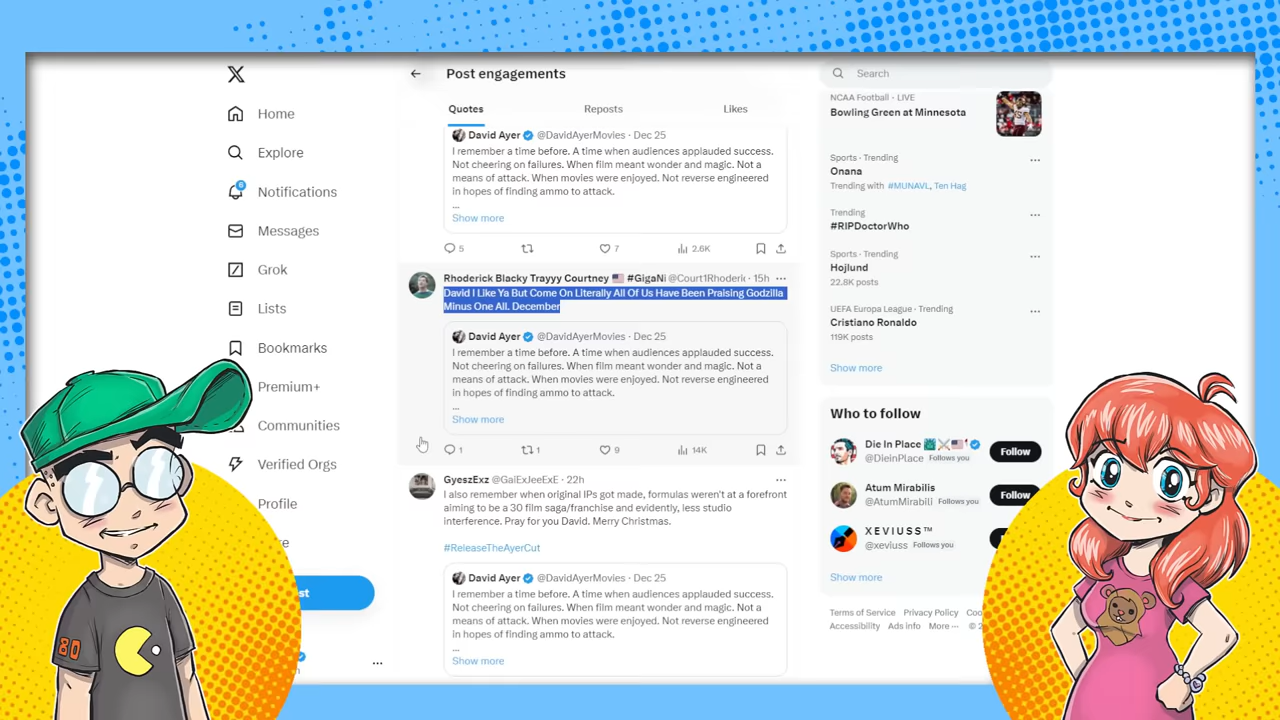 Home
Explore
6
Notifications
Messages
Grok
Lists
Bookmarks
Premium+
Communities
Verified Orgs
Profile
Post engagements
Quotes
Reposts
Likes
David Ayer @DavidAyerMovies · Dec 25
I remember a time before. A time when audiences applauded success.
Not cheering on failures. When film meant wonder and magic. Not a
means of attack. When movies were enjoyed. Not reverse engineered
in hopes of finding ammo to attack.
...
Show more
5
7
2.6K
Rhoderick Blacky Trayyy Courtney 🇺🇸 #GigaNi @Court1Rhoderic · 15h
David I Like Ya But Come On Literally All Of Us Have Been Praising Godzilla
Minus One All. December
David Ayer @DavidAyerMovies · Dec 25
I remember a time before. A time when audiences applauded success.
Not cheering on failures. When film meant wonder and magic. Not a
means of attack. When movies were enjoyed. Not reverse engineered
in hopes of finding ammo to attack.
...
Show more
1
1
9
14K
GyeszExz @GalExJeeExE · 22h
I also remember when original IPs got made, formulas weren't at a forefront
aiming to be a 30 film saga/franchise and evidently, less studio
interference. Pray for you David. Merry Christmas.
#ReleaseTheAyerCut
David Ayer @DavidAyerMovies · Dec 25
I remember a time before. A time when audiences applauded success.
Not cheering on failures. When film meant wonder and magic. Not a
means of attack. When movies were enjoyed. Not reverse engineered
in hopes of finding ammo to attack.
...
Show more
Search
NCAA Football · LIVE
Bowling Green at Minnesota
Sports · Trending
Onana
Trending with #MUNAVL, Ten Hag
Trending
#RIPDoctorWho
Sports · Trending
Hojlund
22.8K posts
UEFA Europa League · Trending
Cristiano Ronaldo
119K posts
Show more
Who to follow
Die In Place
@DieinPlace Follows you
Follow
Atum Mirabilis
@AtumMirabili Follows you
Follow
XEVIUSS™
@xeviuss Follows you
Show more
Terms of Service Privacy Policy
Accessibility Ads info More ...
80